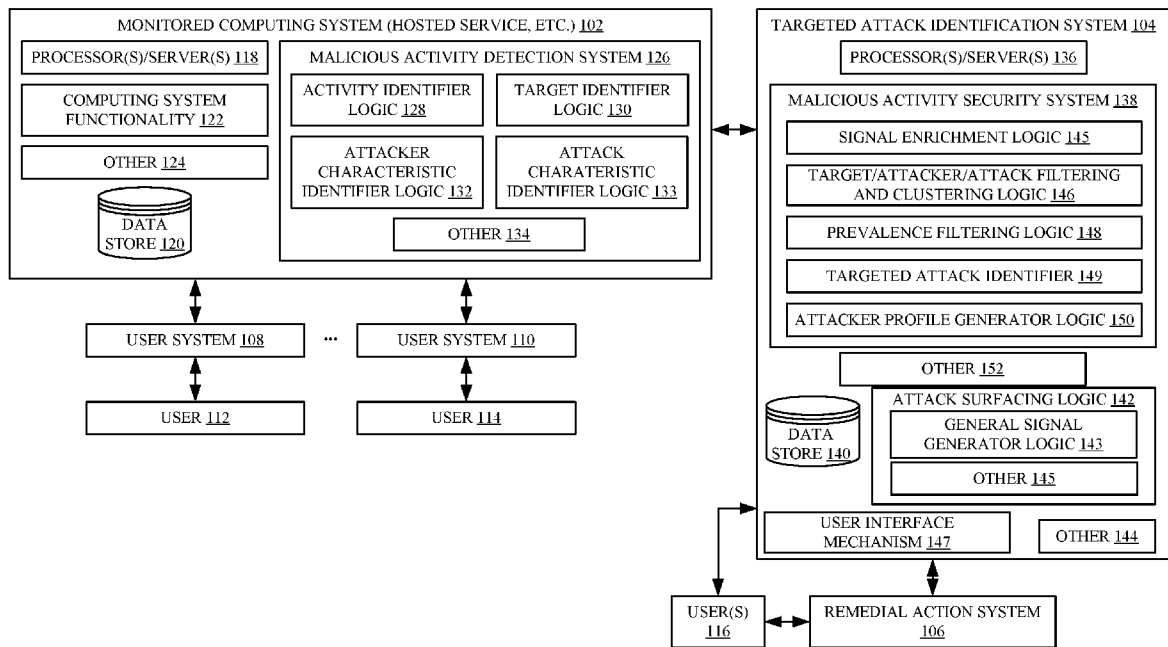 MONITORED COMPUTING SYSTEM (HOSTED SERVICE, ETC.) 102
PROCESSOR(S)/SERVER(S) 118
COMPUTING SYSTEM
FUNCTIONALITY 122
OTHER 124
DATA
STORE 120
MALICIOUS ACTIVITY DETECTION SYSTEM 126
ACTIVITY IDENTIFIER
LOGIC 128
TARGET IDENTIFIER
LOGIC 130
ATTACKER
CHARACTERISTIC
IDENTIFIER LOGIC 132
ATTACK
CHARATERISTIC
IDENTIFIER LOGIC 133
OTHER 134
USER SYSTEM 108
...
USER SYSTEM 110
USER 112
USER 114
TARGETED ATTACK IDENTIFICATION SYSTEM 104
PROCESSOR(S)/SERVER(S) 136
MALICIOUS ACTIVITY SECURITY SYSTEM 138
SIGNAL ENRICHMENT LOGIC 145
TARGET/ATTACKER/ATTACK FILTERING
AND CLUSTERING LOGIC 146
PREVALENCE FILTERING LOGIC 148
TARGETED ATTACK IDENTIFIER 149
ATTACKER PROFILE GENERATOR LOGIC 150
OTHER 152
DATA
STORE 140
ATTACK SURFACING LOGIC 142
GENERAL SIGNAL
GENERATOR LOGIC 143
OTHER 145
USER INTERFACE
MECHANISM 147
OTHER 144
USER(S)
116
REMEDIAL ACTION SYSTEM
106